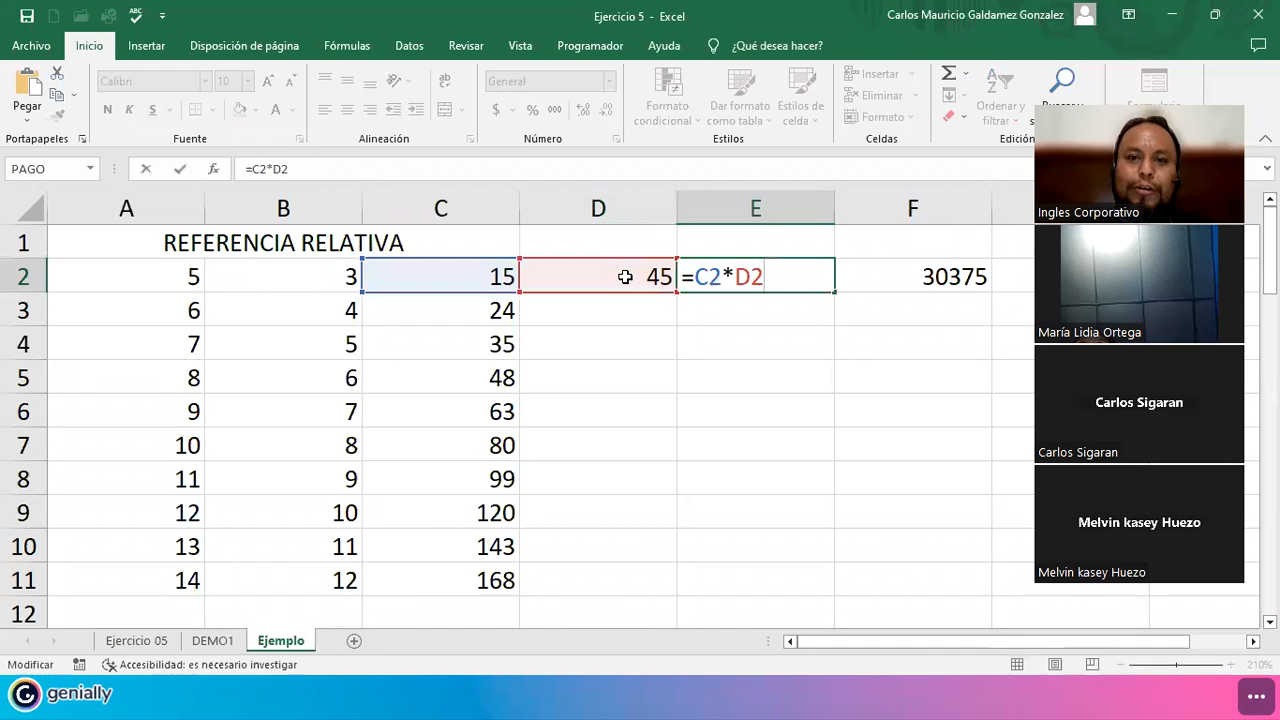 Ejercicio 5 - Excel
Carlos Mauricio Galdamez Gonzalez
Archivo Inicio Insertar Disposición de página Fórmulas Datos Revisar Vista Programador Ayuda ¿Qué desea hacer?
ABC
Pegar
Calibri 10
General
N K S
$ % 000
Formato condicional
Dar formato como tabla
Estilos de celda
Insertar
Eliminar
Formato
Ordenar y filtrar
Portapapeles Fuente Alineación Número Estilos Celdas
PAGO =C2*D2
A B C D E F
1 REFERENCIA RELATIVA
2 5 3 15 45 =C2*D2 30375
3 6 4 24
4 7 5 35
5 8 6 48
6 9 7 63
7 10 8 80
8 11 9 99
9 12 10 120
10 13 11 143
11 14 12 168
12
Ejercicio 05 DEMO1 Ejemplo
Modificar Accesibilidad: es necesario investigar 210%
Ingles Corporativo
María Lidia Ortega
Carlos Sigaran
Carlos Sigaran
Melvin kasey Huezo
Melvin kasey Huezo
genially